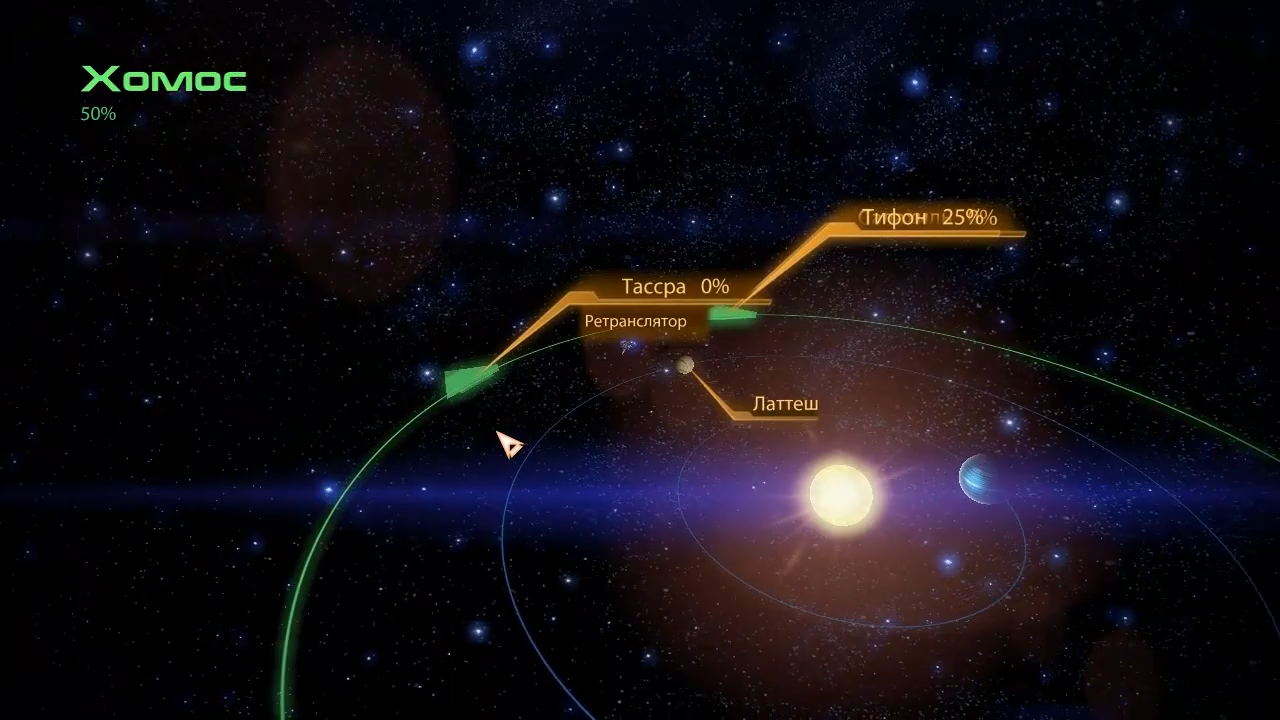 Хомос
50%
Тифон 25%
Тассра 0%
Ретранслятор
Латтеш